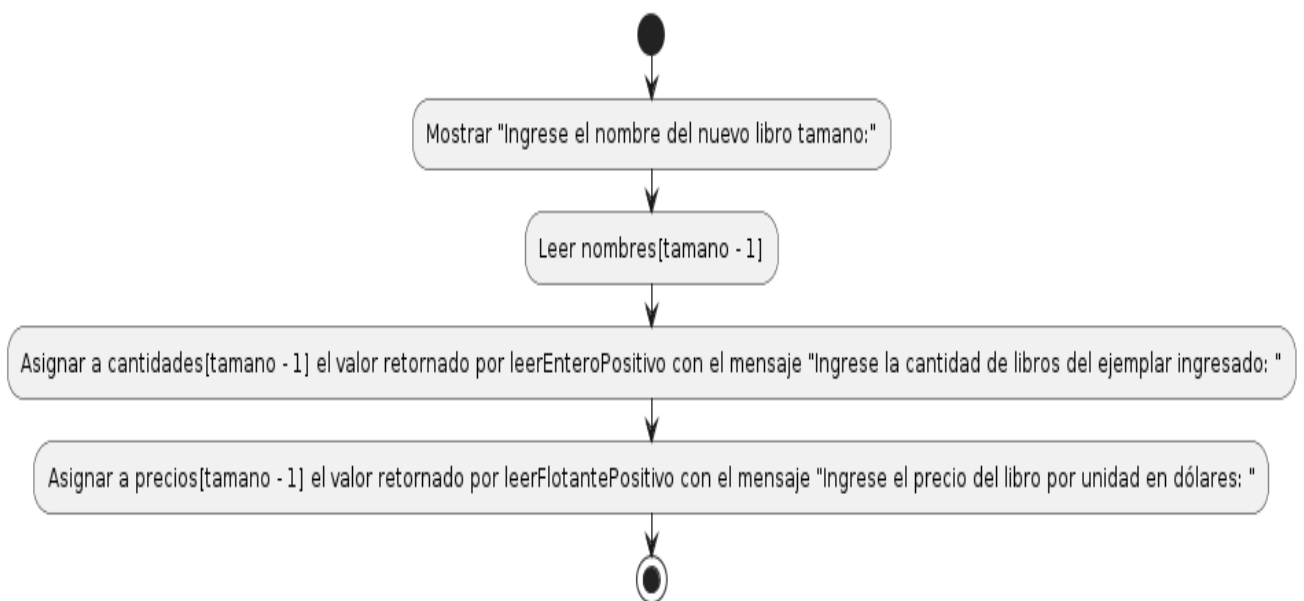 Mostrar "Ingrese el nombre del nuevo libro tamano:"
Leer nombres[tamano - 1]
Asignar a cantidades[tamano - 1] el valor retornado por leerEnteroPositivo con el mensaje "Ingrese la cantidad de libros del ejemplar ingresado: "
Asignar a precios[tamano - 1] el valor retornado por leerFlotantePositivo con el mensaje "Ingrese el precio del libro por unidad en dólares: "